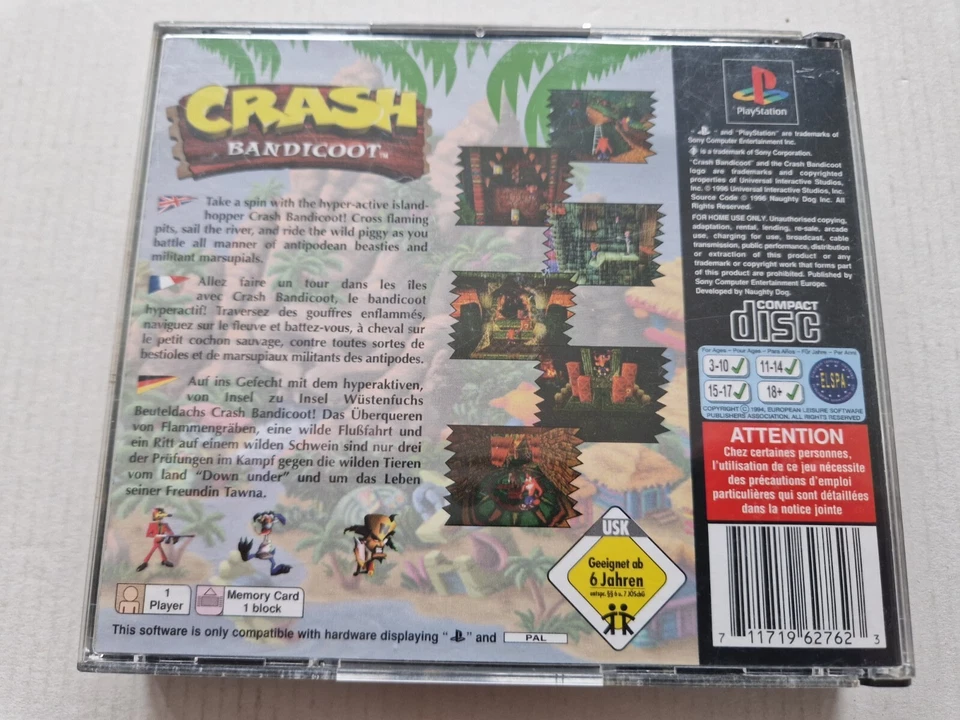 CRASH
BANDICOOT™
Take a spin with the hyper-active island-
hopper Crash Bandicoot! Cross flaming
pits, sail the river, and ride the wild piggy as you
battle all manner of antipodean beasties and
militant marsupials.
Allez faire un tour dans les îles
avec Crash Bandicoot, le bandicoot
hyperactif! Traversez des gouffres enflammés,
naviguez sur le fleuve et battez-vous, à cheval sur
le petit cochon sauvage, contre toutes sortes de
bestioles et de marsupiaux militants des antipodes.
Auf ins Gefecht mit dem hyperaktiven,
von Insel zu Insel Wüstenfuchs
Beuteldachs Crash Bandicoot! Das Überqueren
von Flammengräben, eine wilde Flußfahrt und
ein Ritt auf einem wilden Schwein sind nur drei
der Prüfungen im Kampf gegen die wilden Tieren
vom land "Down under" und um das Leben
seiner Freundin Tawna.
1
Player
Memory Card
1 block
This software is only compatible with hardware displaying " " and PAL
USK
Geeignet ab
6 Jahren
entspr. §§ 6 u. 7 JÖSchG
PlayStation
" " and "PlayStation" are trademarks of
Sony Computer Entertainment Inc.
is a trademark of Sony Corporation.
"Crash Bandicoot" and the Crash Bandicoot
logo are trademarks and copyrighted
properties of Universal Interactive Studios,
Inc. © 1996 Universal Interactive Studios, Inc.
Source Code © 1996 Naughty Dog Inc. All
Rights Reserved.
FOR HOME USE ONLY. Unauthorised copying,
adaptation, rental, lending, re-sale, arcade
use, charging for use, broadcast, cable
transmission, public performance, distribution
or extraction of this product or any
trademark or copyright work that forms part
of this product are prohibited. Published by
Sony Computer Entertainment Europe.
Developed by Naughty Dog.
COMPACT
disc
For Ages - Pour Ages - Para Años - Für Jahre - Per Anni
3-10 11-14
15-17 18+
ELSPA
COPYRIGHT © 1994, EUROPEAN LEISURE SOFTWARE
PUBLISHERS ASSOCIATION. ALL RIGHTS RESERVED
ATTENTION
Chez certaines personnes,
l'utilisation de ce jeu nécessite
des précautions d'emploi
particulières qui sont détaillées
dans la notice jointe
7 11719 62762 3